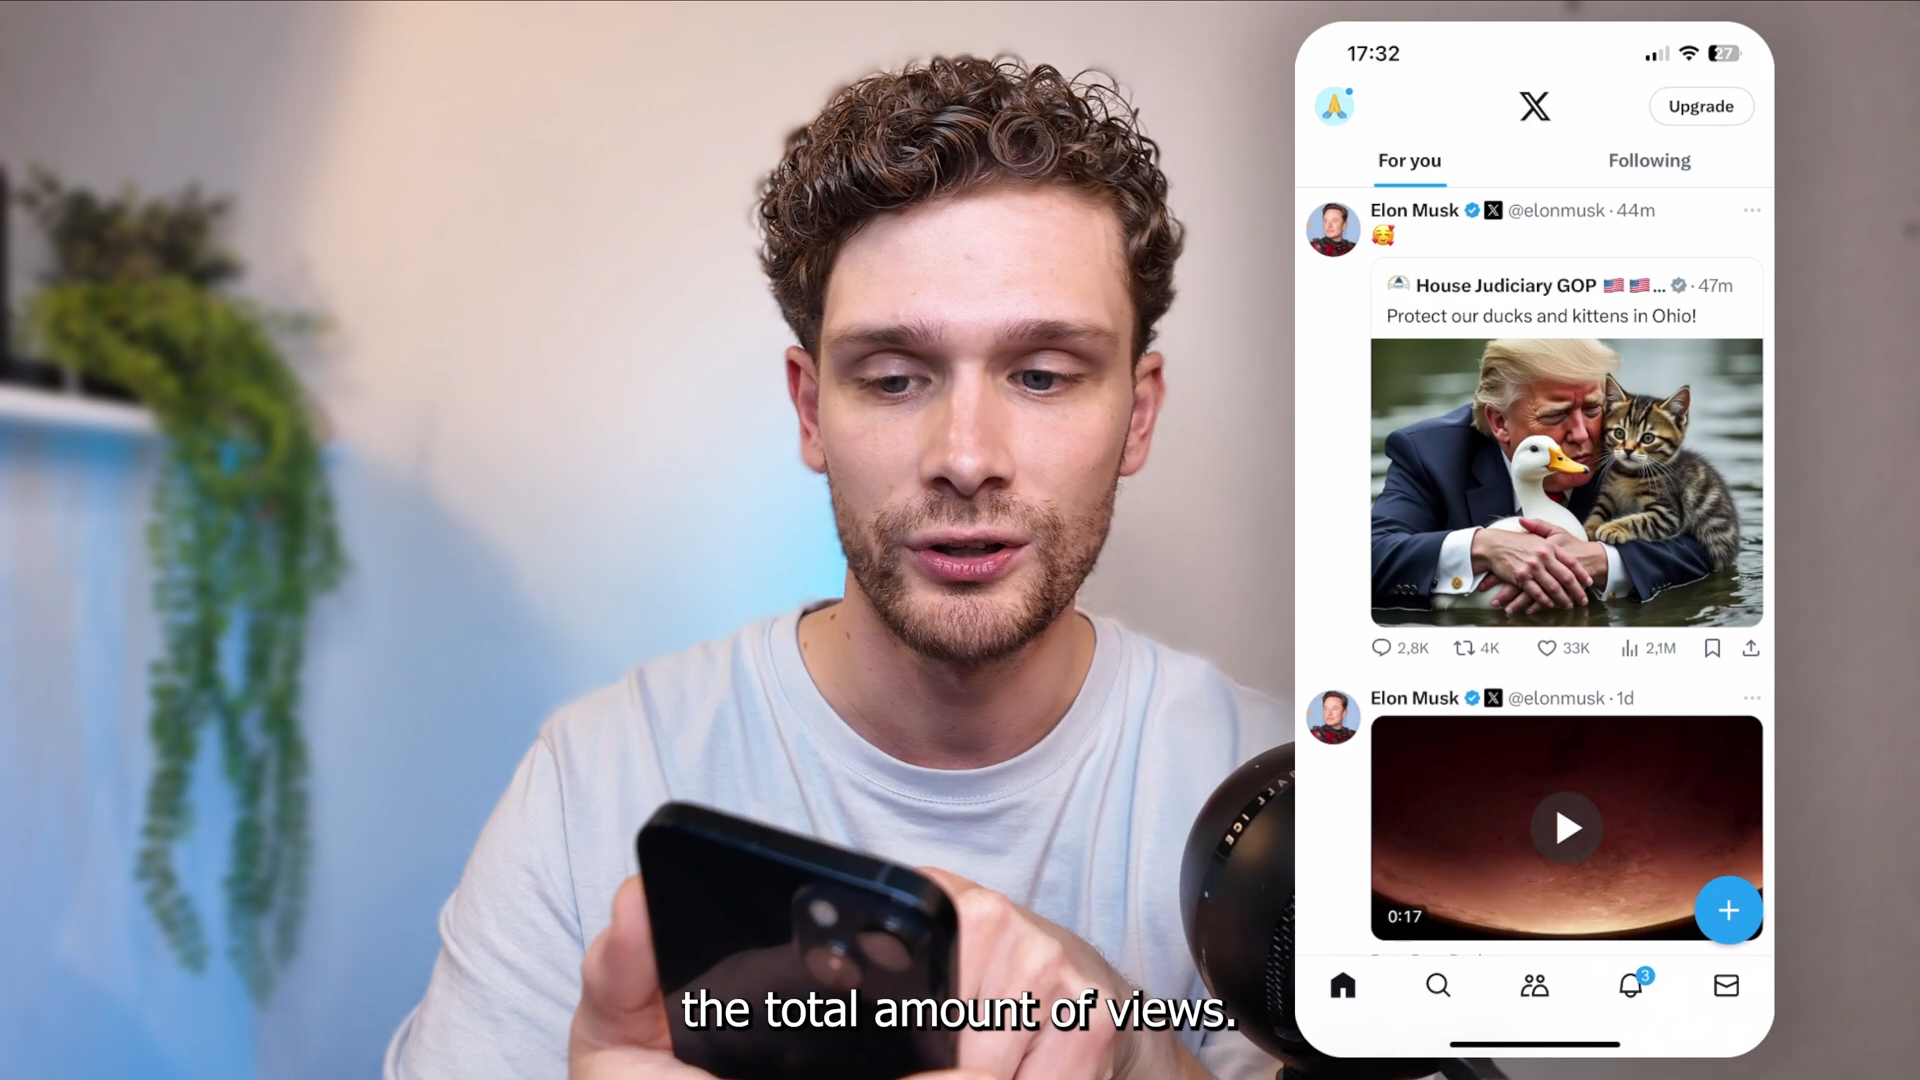 17:32
27
X
Upgrade
For you
Following
Elon Musk X @elonmusk · 44m
House Judiciary GOP ... · 47m
Protect our ducks and kittens in Ohio!
2,8K 4K 33K 2,1M
Elon Musk X @elonmusk · 1d
0:17
3
ICE
the total amount of views.